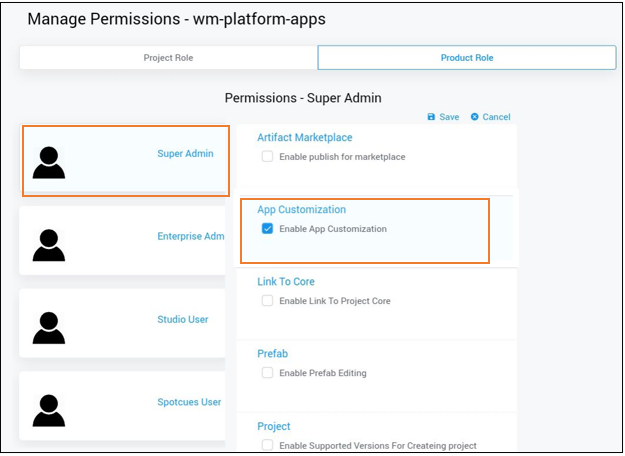 Manage Permissions - wm-platform-apps
Project Role
Product Role
Permissions - Super Admin
Save
Cancel
Super Admin
Enterprise Adm
Studio User
Spotcues User
Artifact Marketplace
Enable publish for marketplace
App Customization
Enable App Customization
Link To Core
Enable Link To Project Core
Prefab
Enable Prefab Editing
Project
Enable Supported Versions For Createing project